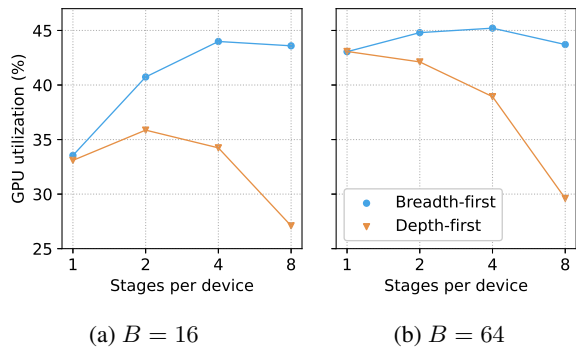 GPU utilization (%)
45
40
35
30
25
1 2 4 8
Stages per device
(a) B = 16
Breadth-first
Depth-first
1 2 4 8
Stages per device
(b) B = 64